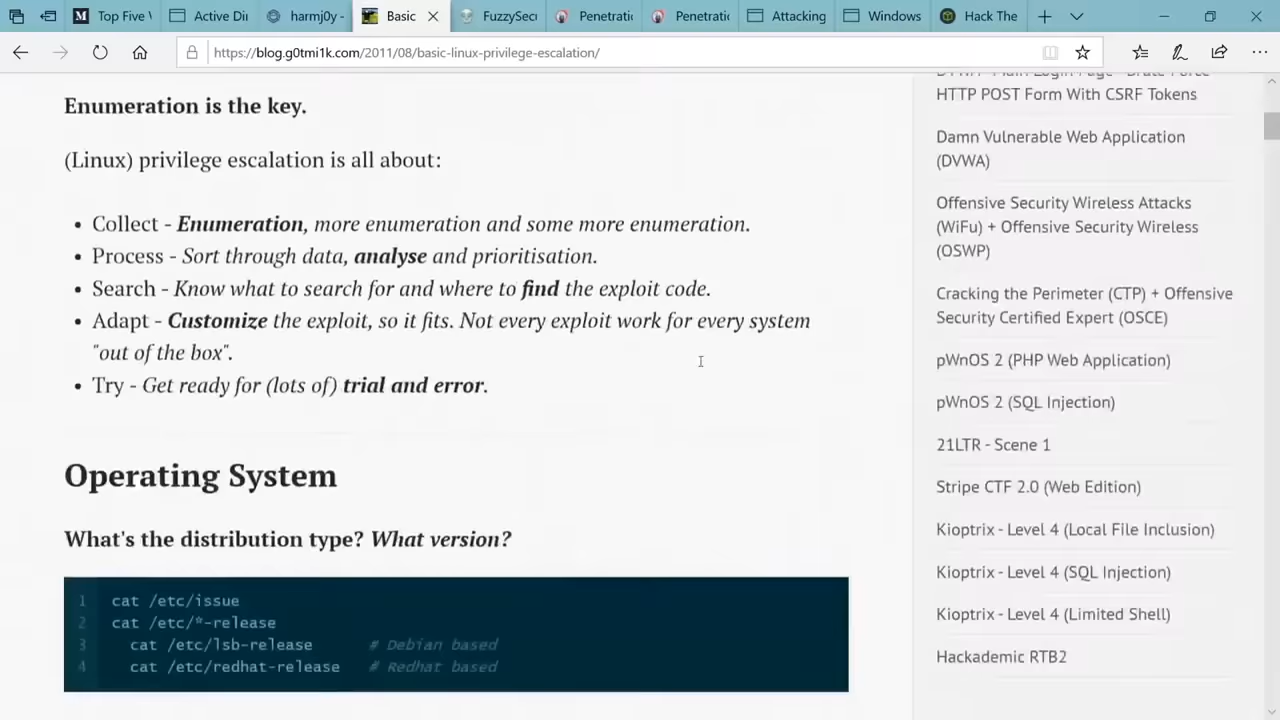 Top Five
Active Di
harmj0y -
Basic
FuzzySec
Penetratic
Penetratic
Attacking
Windows
Hack The
https://blog.g0tmi1k.com/2011/08/basic-linux-privilege-escalation/
Enumeration is the key.
(Linux) privilege escalation is all about:
• Collect - Enumeration, more enumeration and some more enumeration.
• Process - Sort through data, analyse and prioritisation.
• Search - Know what to search for and where to find the exploit code.
• Adapt - Customize the exploit, so it fits. Not every exploit work for every system
"out of the box".
• Try - Get ready for (lots of) trial and error.
Operating System
What's the distribution type? What version?
1 cat /etc/issue
2 cat /etc/*-release
3 cat /etc/lsb-release # Debian based
4 cat /etc/redhat-release # Redhat based
HTTP POST Form With CSRF Tokens
Damn Vulnerable Web Application
(DVWA)
Offensive Security Wireless Attacks
(WiFu) + Offensive Security Wireless
(OSWP)
Cracking the Perimeter (CTP) + Offensive
Security Certified Expert (OSCE)
pWnOS 2 (PHP Web Application)
pWnOS 2 (SQL Injection)
21LTR - Scene 1
Stripe CTF 2.0 (Web Edition)
Kioptrix - Level 4 (Local File Inclusion)
Kioptrix - Level 4 (SQL Injection)
Kioptrix - Level 4 (Limited Shell)
Hackademic RTB2